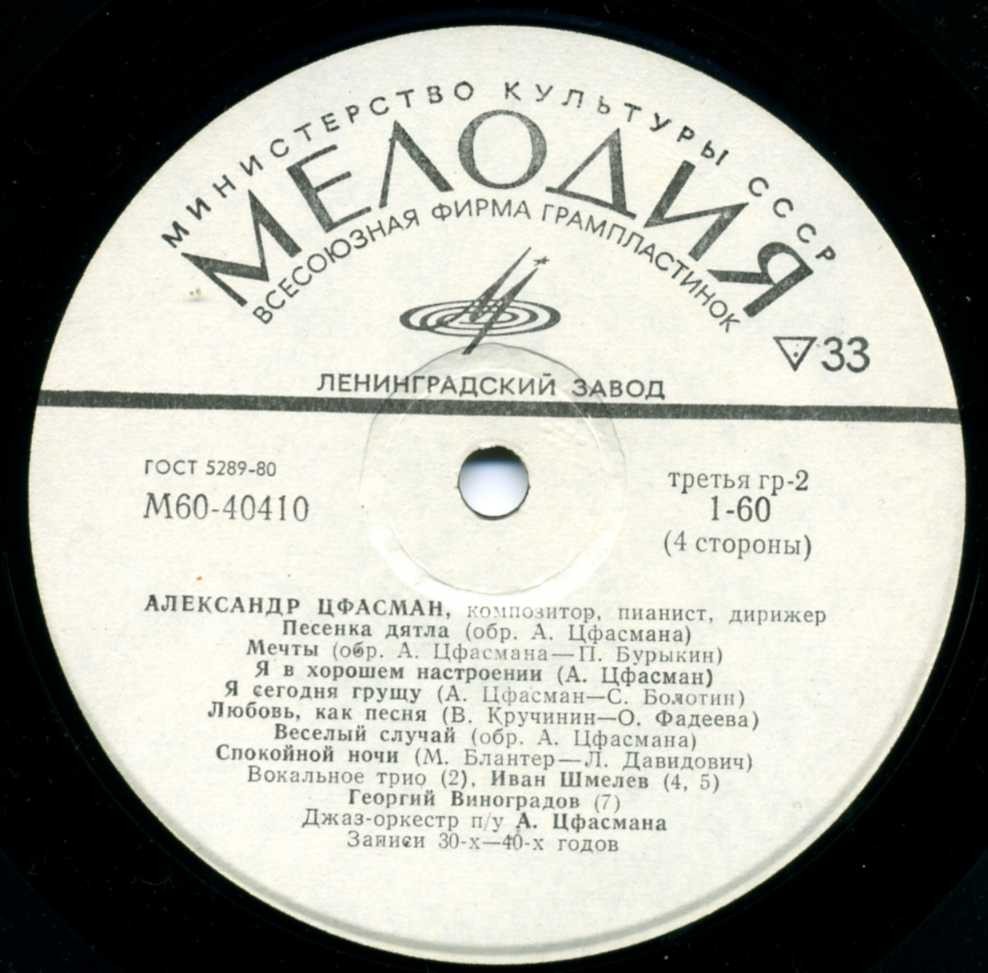 МИНИСТЕРСТВО КУЛЬТУРЫ СССР
МЕЛОДИЯ
ВСЕСОЮЗНАЯ ФИРМА ГРАМПЛАСТИНОК
33
ЛЕНИНГРАДСКИЙ ЗАВОД
ГОСТ 5289-80
М60-40410
третья гр-2
1-60
(4 стороны)
АЛЕКСАНДР ЦФАСМАН, композитор, пианист, дирижер
Песенка дятла (обр. А. Цфасмана)
Мечты (обр. А. Цфасмана—П. Бурыкин)
Я в хорошем настроении (А. Цфасман)
Я сегодня грущу (А. Цфасман—С. Болотин)
Любовь, как песня (В. Кручинин—О. Фадеева)
Веселый случай (обр. А. Цфасмана)
Спокойной ночи (М. Блантер—Л. Давидович)
Вокальное трио (2), Иван Шмелев (4, 5)
Георгий Виноградов (7)
Джаз-оркестр п/у А. Цфасмана
Записи 30-х—40-х годов